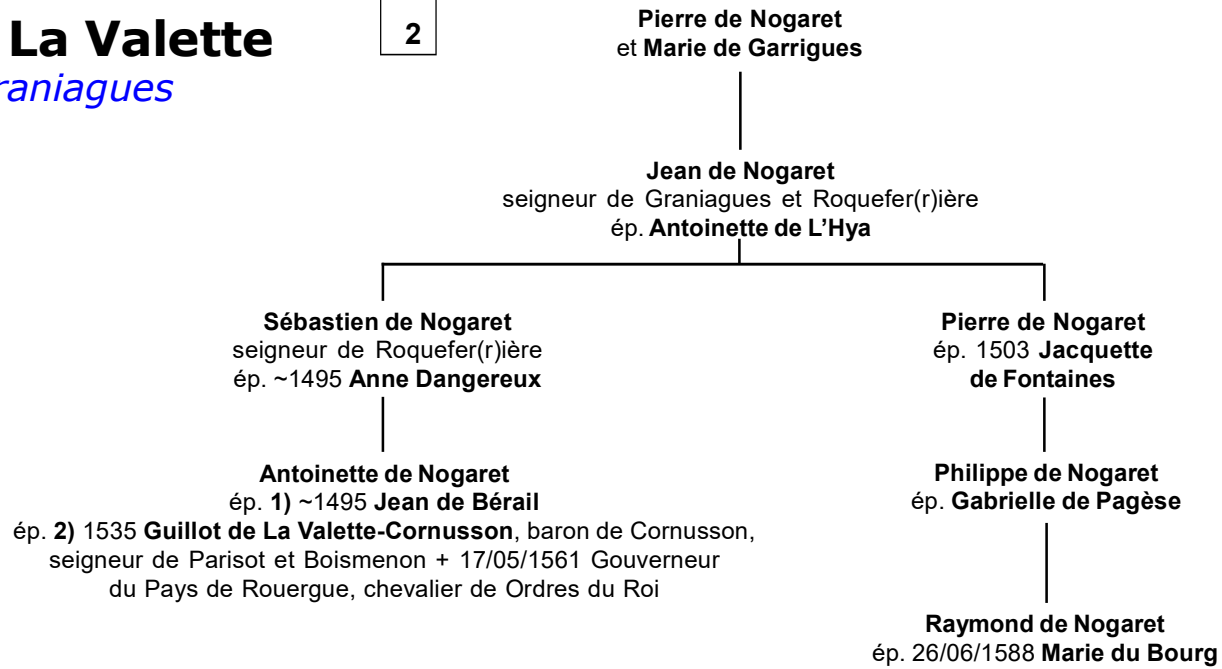 La Valette
raniagues
2
Pierre de Nogaret
et Marie de Garrigues
Jean de Nogaret
seigneur de Graniagues et Roquefer(r)ière
ép. Antoinette de L'Hya
Sébastien de Nogaret
seigneur de Roquefer(r)ière
ép. ~1495 Anne Dangereux
Pierre de Nogaret
ép. 1503 Jacquette
de Fontaines
Antoinette de Nogaret
ép. 1) ~1495 Jean de Bérail
ép. 2) 1535 Guillot de La Valette-Cornusson, baron de Cornusson,
seigneur de Parisot et Boismenon + 17/05/1561 Gouverneur
du Pays de Rouergue, chevalier de Ordres du Roi
Philippe de Nogaret
ép. Gabrielle de Pagèse
Raymond de Nogaret
ép. 26/06/1588 Marie du Bourg